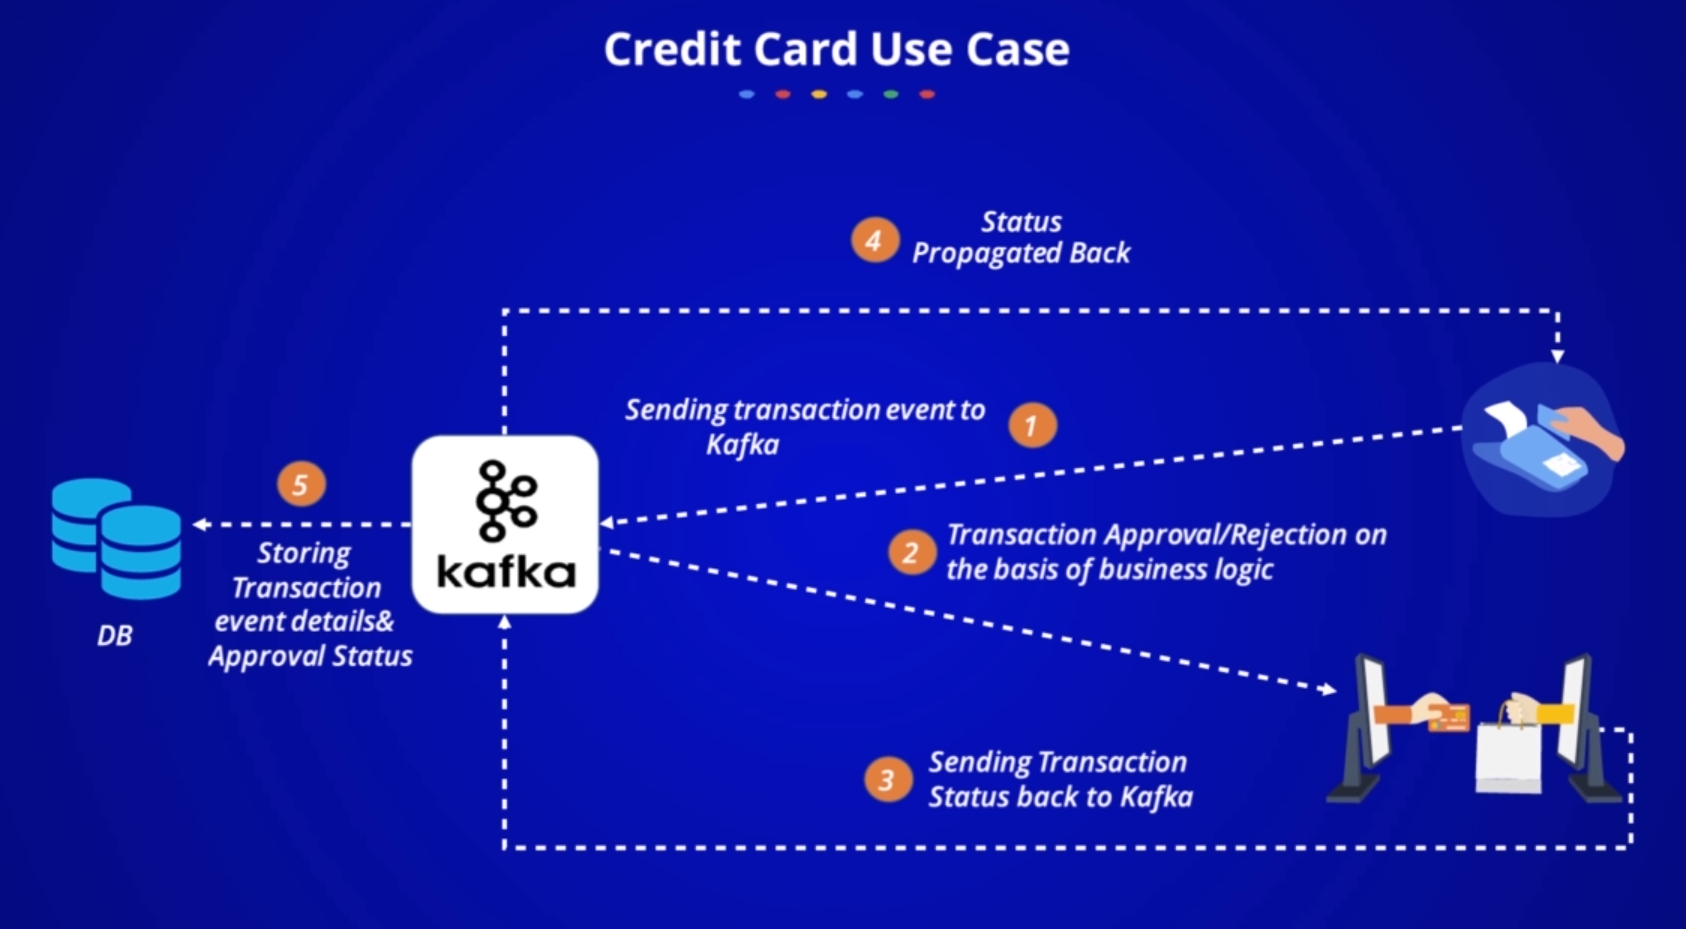 Credit Card Use Case
4
Status
Propagated Back
Sending transaction event to
Kafka
1
5
Storing
Transaction
event details&
Approval Status
DB
kafka
2
Transaction Approval/Rejection on
the basis of business logic
3
Sending Transaction
Status back to Kafka